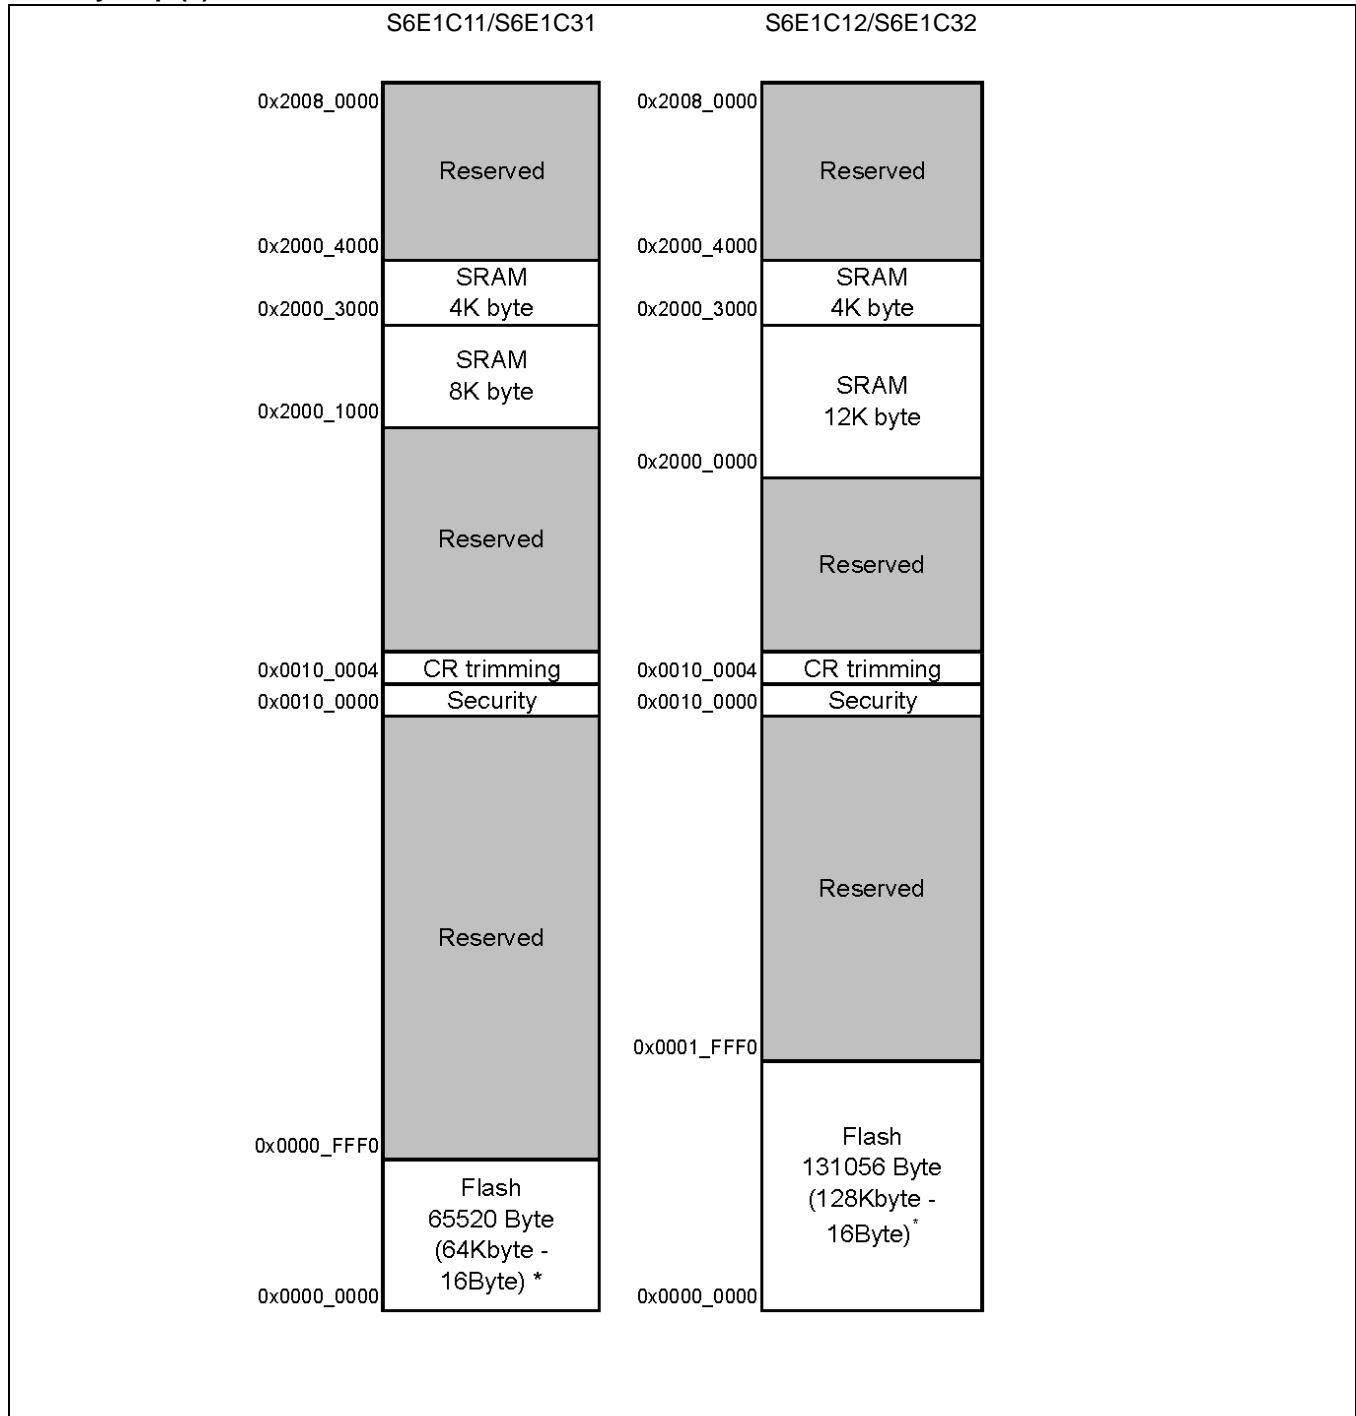 S6E1C11/S6E1C31
0x2008_0000
Reserved
0x2000_4000
SRAM
4K byte
0x2000_3000
SRAM
8K byte
0x2000_1000
Reserved
0x0010_0004
CR trimming
0x0010_0000
Security
Reserved
0x0000_FFF0
Flash
65520 Byte
(64Kbyte -
16Byte) *
0x0000_0000
S6E1C12/S6E1C32
0x2008_0000
Reserved
0x2000_4000
SRAM
4K byte
0x2000_3000
SRAM
12K byte
0x2000_0000
Reserved
0x0010_0004
CR trimming
0x0010_0000
Security
Reserved
0x0001_FFF0
Flash
131056 Byte
(128Kbyte -
16Byte)*
0x0000_0000